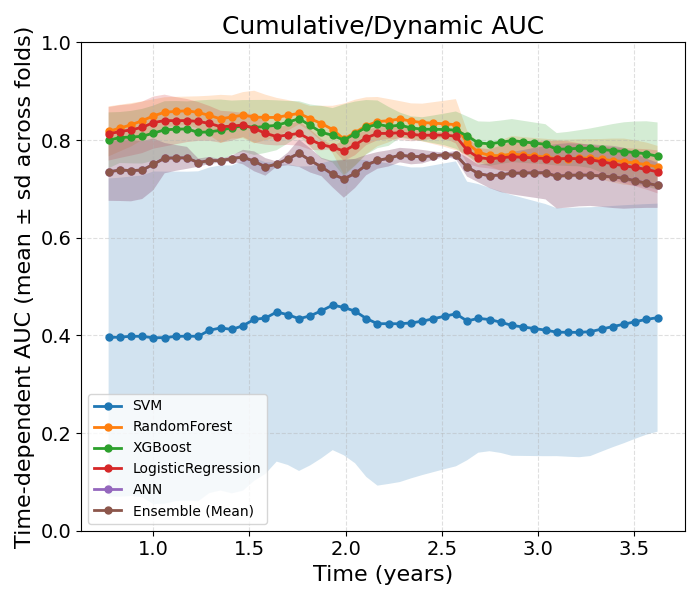 Cumulative/Dynamic AUC
Time-dependent AUC (mean ± sd across folds)
1.0
0.8
0.6
0.4
0.2
0.0
SVM
RandomForest
XGBoost
LogisticRegression
ANN
Ensemble (Mean)
1.0 1.5 2.0 2.5 3.0 3.5
Time (years)